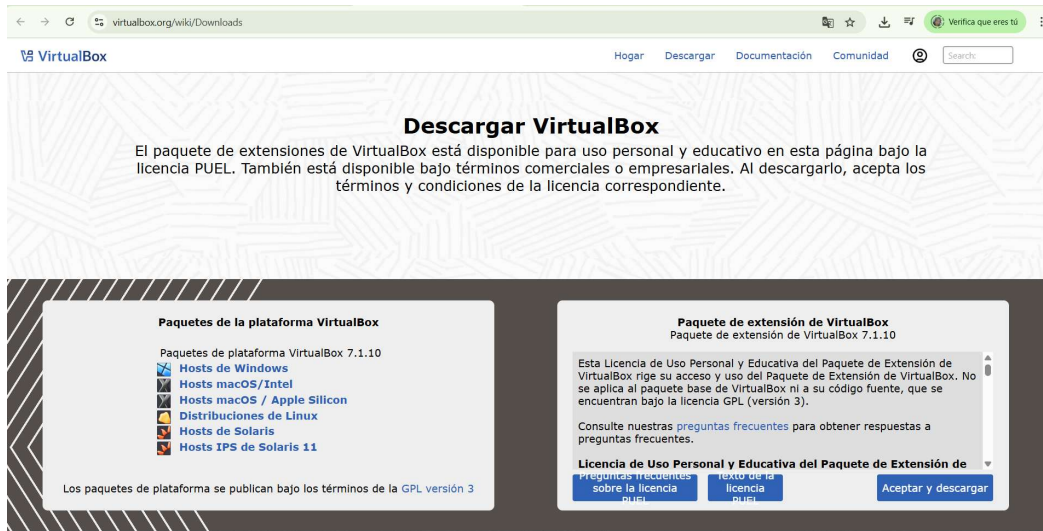 virtualbox.org/wiki/Downloads
Verifica que eres tú
VirtualBox
Hogar Descargar Documentación Comunidad Search:
Descargar VirtualBox
El paquete de extensiones de VirtualBox está disponible para uso personal y educativo en esta página bajo la
licencia PUEL. También está disponible bajo términos comerciales o empresariales. Al descargarlo, acepta los
términos y condiciones de la licencia correspondiente.
Paquetes de la plataforma VirtualBox
Paquetes de plataforma VirtualBox 7.1.10
Hosts de Windows
Hosts macOS/Intel
Hosts macOS / Apple Silicon
Distribuciones de Linux
Hosts de Solaris
Hosts IPS de Solaris 11
Los paquetes de plataforma se publican bajo los términos de la GPL versión 3
Paquete de extensión de VirtualBox
Paquete de extensión de VirtualBox 7.1.10
Esta Licencia de Uso Personal y Educativa del Paquete de Extensión de
VirtualBox rige su acceso y uso del Paquete de Extensión de VirtualBox. No
se aplica al paquete base de VirtualBox ni a su código fuente, que se
encuentran bajo la licencia GPL (versión 3).
Consulte nuestras preguntas frecuentes para obtener respuestas a
preguntas frecuentes.
Licencia de Uso Personal y Educativa del Paquete de Extensión de
Preguntas frecuentes
sobre la licencia
PUEL
Texto de la
licencia
PUEL
Aceptar y descargar